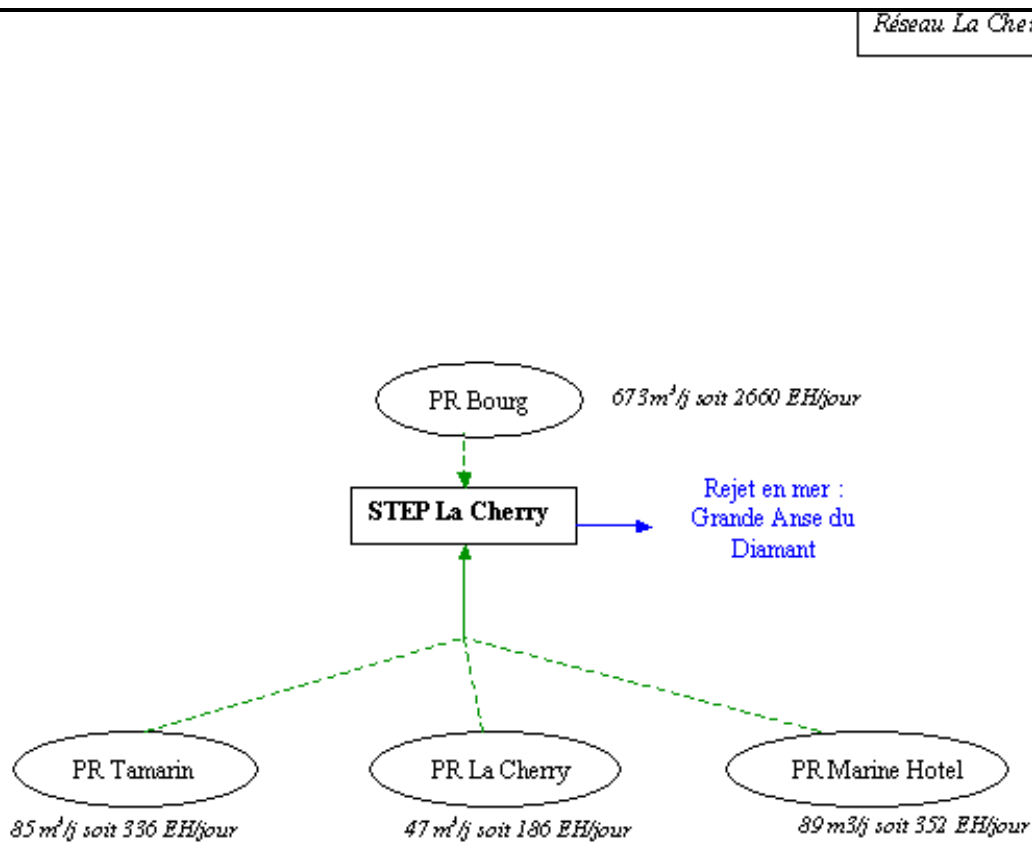 Réseau La Che
PR Bourg
673m³/j soit 2660 EH/jour
STEP La Cherry
Rejet en mer :
Grande Anse du
Diamant
PR Tamarin
PR La Cherry
PR Marine Hotel
85 m³/j soit 336 EH/jour
47 m³/j soit 186 EH/jour
89 m3/j soit 352 EH/jour